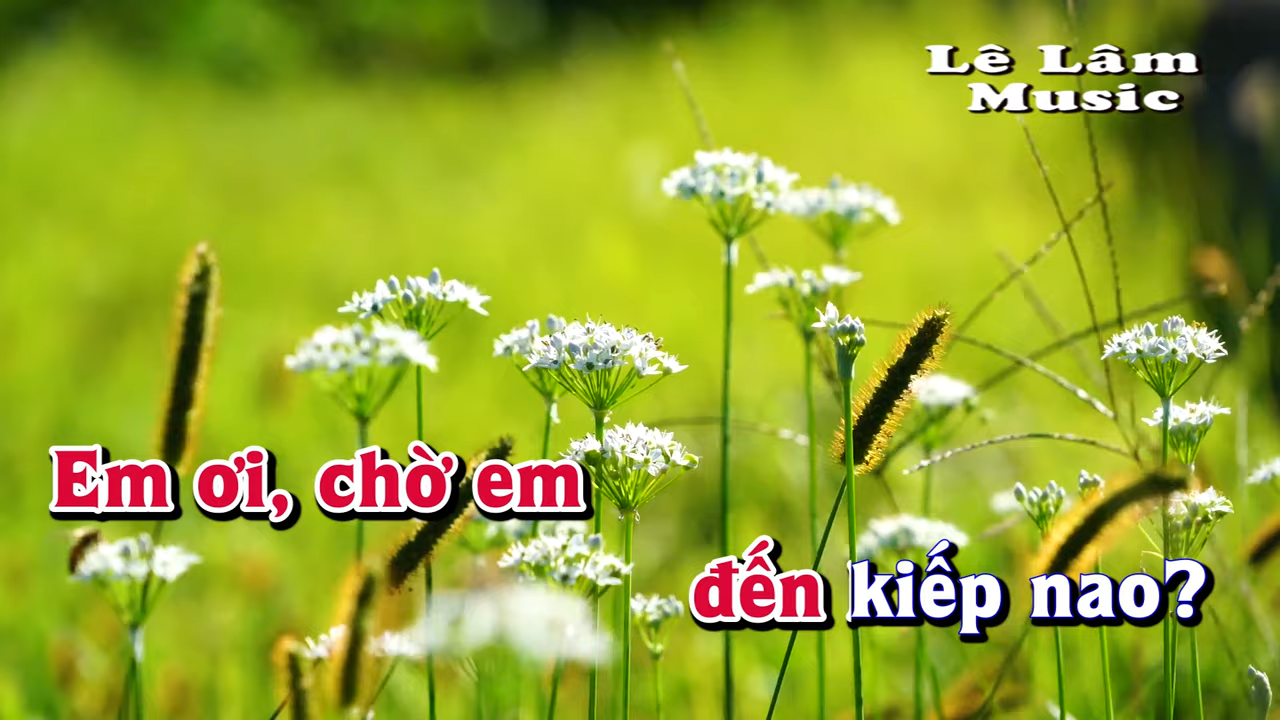 Lê Lâm
Music
Em ơi, chờ em
đến kiếp nao?